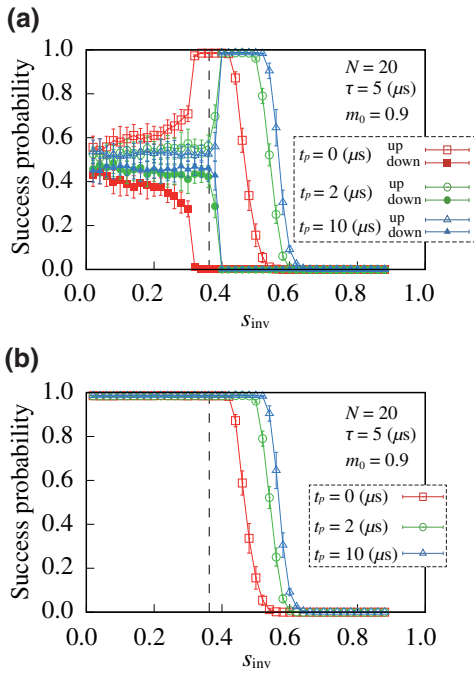 (a)
1.0
0.8
0.6
0.4
0.2
0.0
Success probability
N = 20
τ = 5 (μs)
m₀ = 0.9
tₚ = 0 (μs) up
down
tₚ = 2 (μs) up
down
tₚ = 10 (μs) up
down
0.0 0.2 0.4 0.6 0.8 1.0
s_inv
(b)
1.0
0.8
0.6
0.4
0.2
0.0
Success probability
N = 20
τ = 5 (μs)
m₀ = 0.9
tₚ = 0 (μs)
tₚ = 2 (μs)
tₚ = 10 (μs)
0.0 0.2 0.4 0.6 0.8 1.0
s_inv